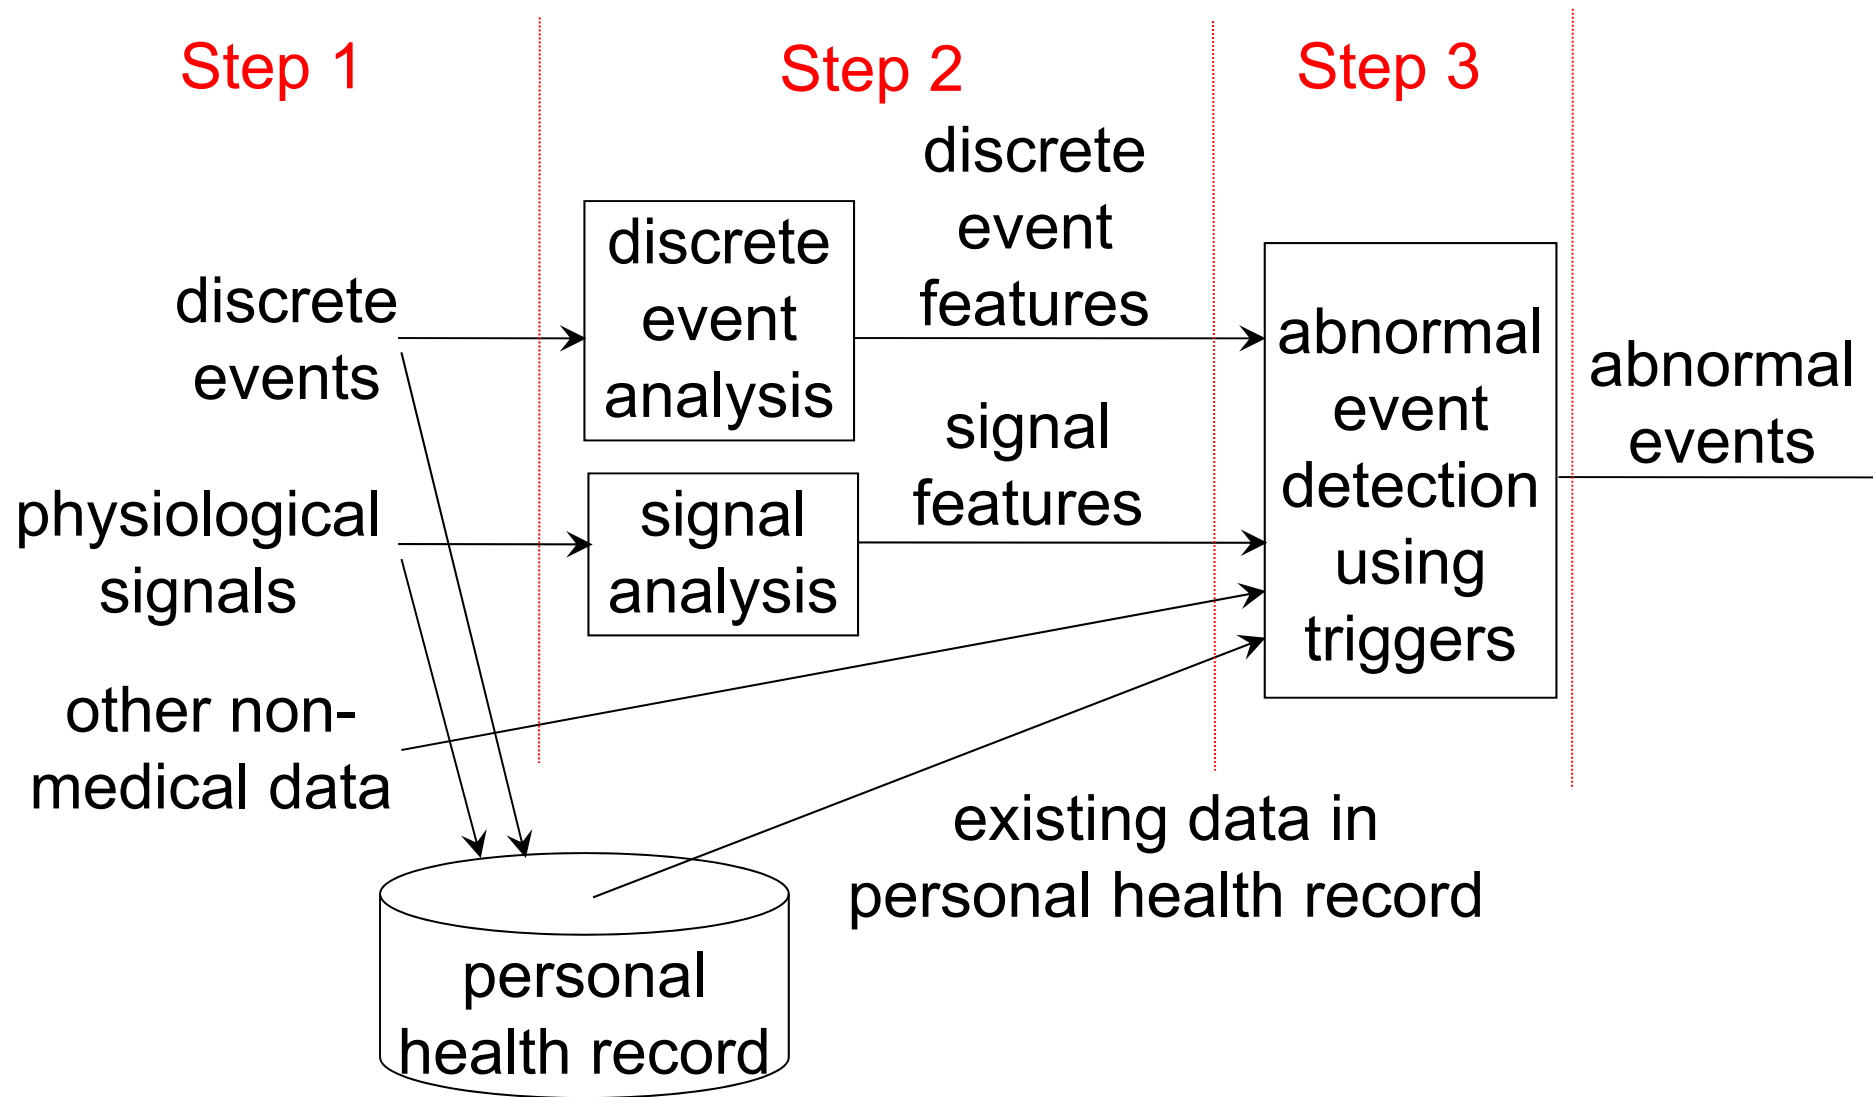 Step 1
Step 2
Step 3
discrete
events
physiological
signals
other non-
medical data
discrete
event
analysis
signal
analysis
discrete
event
features
signal
features
abnormal
event
detection
using
triggers
abnormal
events
existing data in
personal health record
personal
health record